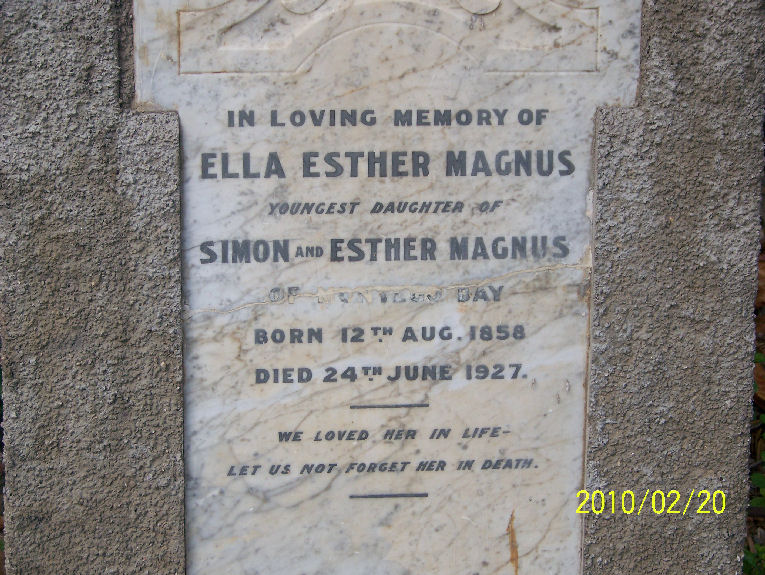 IN LOVING MEMORY OF
ELLA ESTHER MAGNUS
YOUNGEST DAUGHTER OF
SIMON AND ESTHER MAGNUS
OF BAY
BORN 12TH AUG. 1858
DIED 24TH JUNE 1927.
WE LOVED HER IN LIFE-
LET US NOT FORGET HER IN DEATH.
2010/02/20